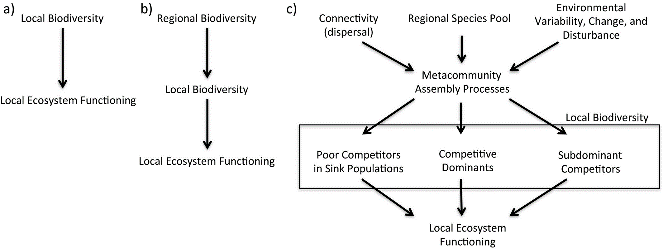 a)
Local Biodiversity
Local Ecosystem Functioning
b)
Regional Biodiversity
Local Biodiversity
Local Ecosystem Functioning
c)
Connectivity
(dispersal)
Regional Species Pool
Environmental
Variability, Change, and
Disturbance
Metacommunity
Assembly Processes
Local Biodiversity
Poor Competitors
in Sink Populations
Competitive
Dominants
Subdominant
Competitors
Local Ecosystem
Functioning